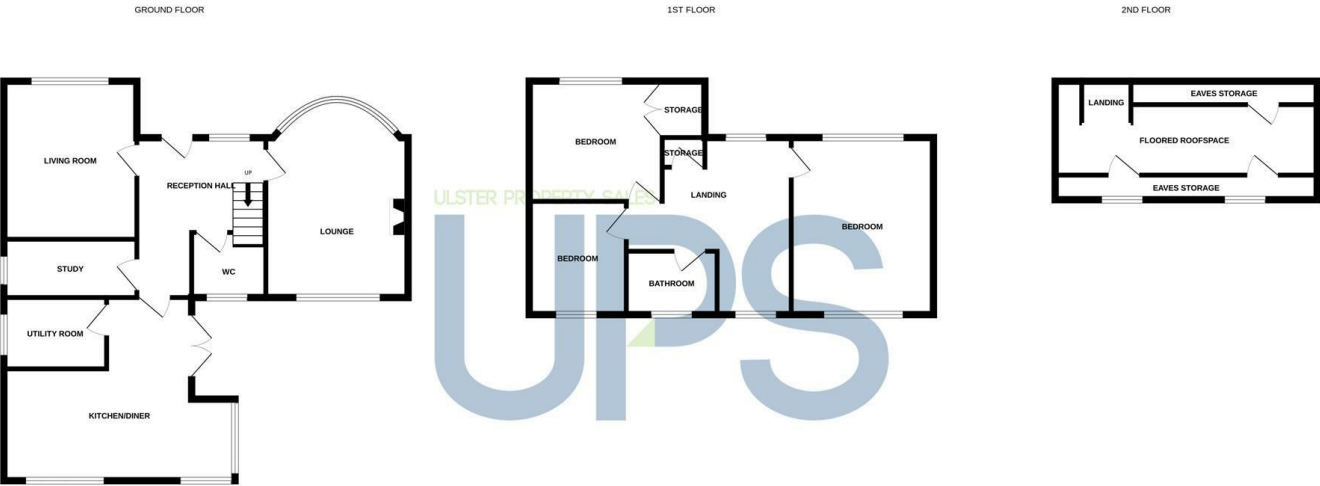 GROUND FLOOR
1ST FLOOR
2ND FLOOR
LIVING ROOM
RECEPTION HALL
UP
LOUNGE
STUDY
WC
UTILITY ROOM
KITCHEN/DINER
BEDROOM
STORAGE
STORAGE
LANDING
BEDROOM
BEDROOM
BATHROOM
LANDING
EAVES STORAGE
FLOORED ROOFSPACE
EAVES STORAGE
ULSTER PROPERTY SALES
UPS